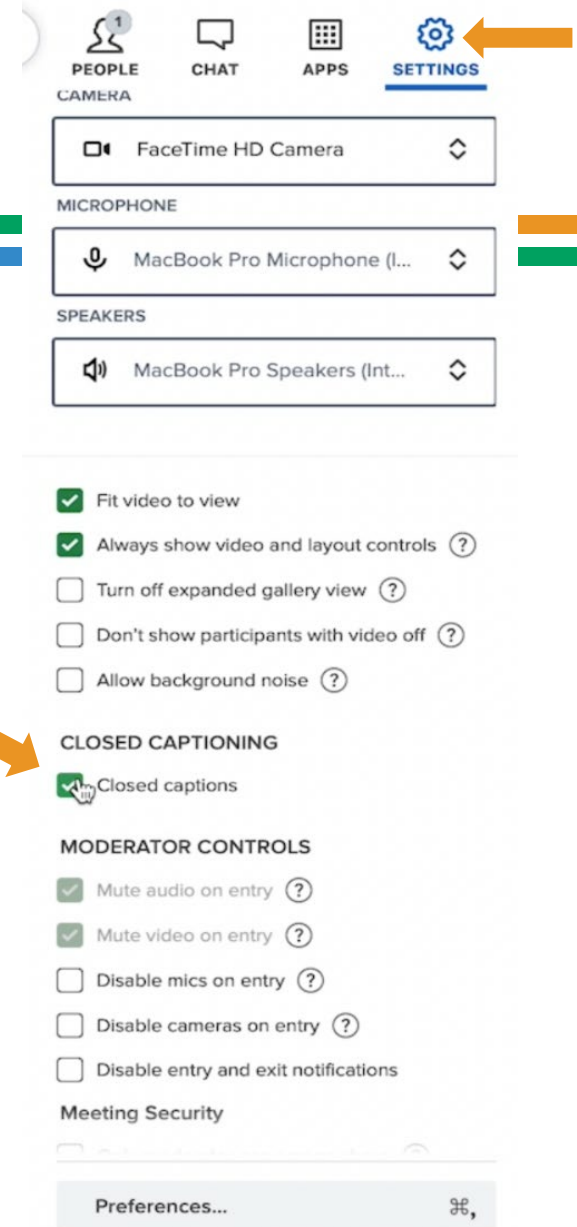 1
PEOPLE
CHAT
APPS
SETTINGS
CAMERA
FaceTime HD Camera
MICROPHONE
MacBook Pro Microphone (I...
SPEAKERS
MacBook Pro Speakers (Int...
Fit video to view
Always show video and layout controls ?
Turn off expanded gallery view ?
Don't show participants with video off ?
Allow background noise ?
CLOSED CAPTIONING
Closed captions
MODERATOR CONTROLS
Mute audio on entry ?
Mute video on entry ?
Disable mics on entry ?
Disable cameras on entry ?
Disable entry and exit notifications
Meeting Security
Preferences... ⌘,